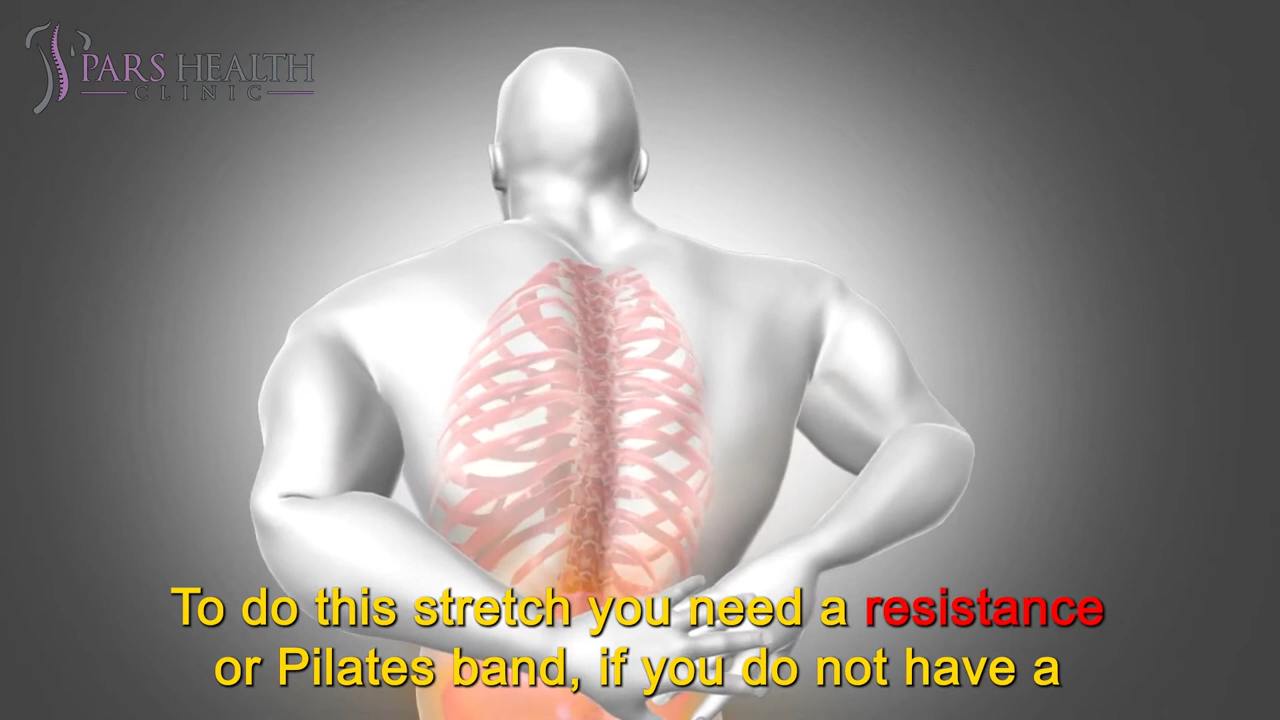 PARS HEALTH
CLINIC
To do this stretch you need a resistance
or Pilates band, if you do not have a